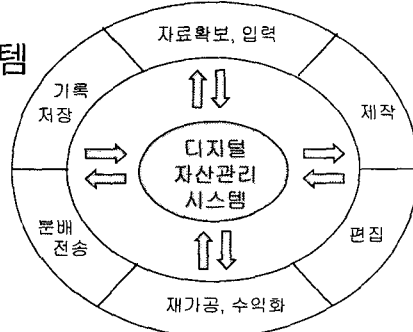 템
자료확보, 입력
기록
저장
제작
디지털
자산관리
시스템
분배
전송
편집
재가공, 수익화